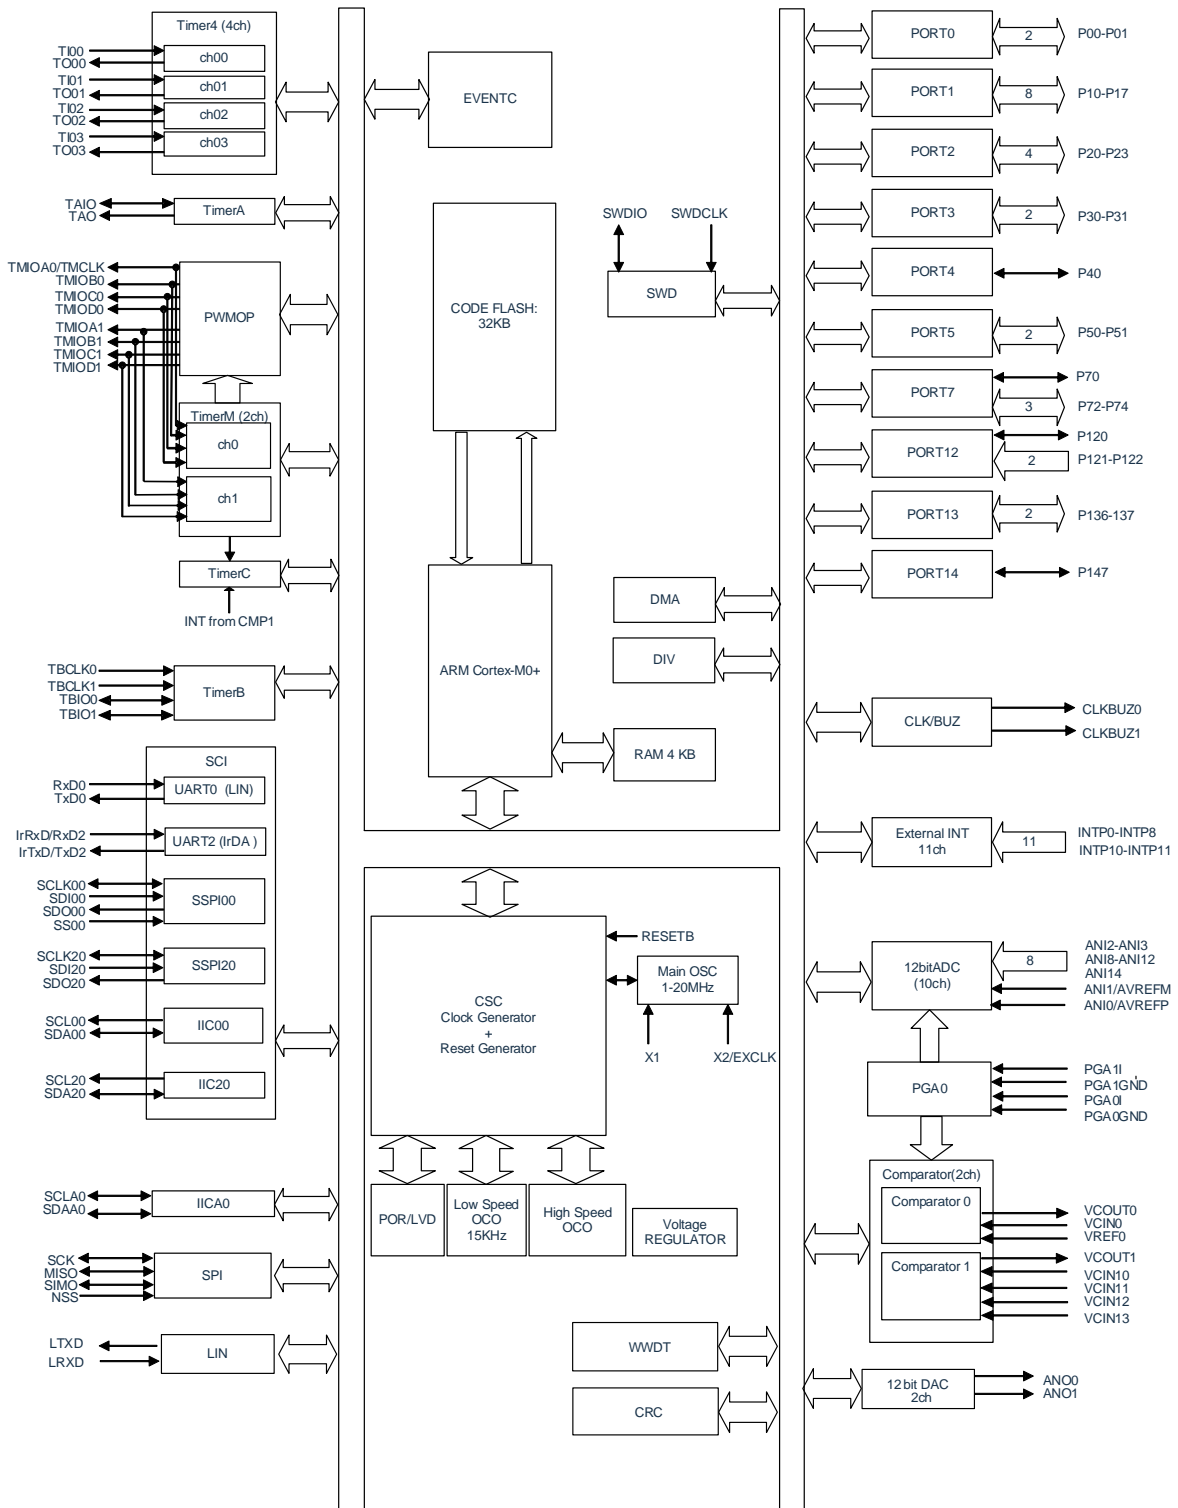 Timer4 (4ch)
TI00
TO00
ch00
TI01
TO01
ch01
TI02
TO02
ch02
TI03
TO03
ch03
TAIO
TAO
TimerA
TMIOA0/TMCLK
TMIOB0
TMIOC0
TMIOD0
TMIOA1
TMIOB1
TMIOC1
TMIOD1
PWMOP
TimerM (2ch)
ch0
ch1
TimerC
INT from CMP1
TBCLK0
TBCLK1
TBIO0
TBIO1
TimerB
SCI
RxD0
TxD0
UART0 (LIN)
IrRxD/RxD2
IrTxD/TxD2
UART2 (IrDA )
SCLK00
SDI00
SDO00
SS00
SSPI00
SCLK20
SDI20
SDO20
SSPI20
SCL00
SDA00
IIC00
SCL20
SDA20
IIC20
SCLA0
SDAA0
IICA0
SCK
MISO
SIMO
NSS
SPI
LTXD
LRXD
LIN
EVENTC
CODE FLASH:
32KB
SWDIO
SWDCLK
SWD
ARM Cortex-M0+
DMA
DIV
RAM 4 KB
CSC
Clock Generator
+
Reset Generator
RESETB
Main OSC
1-20MHz
X1
X2/EXCLK
POR/LVD
Low Speed
OCO
15KHz
High Speed
OCO
Voltage
REGULATOR
WWDT
CRC
PORT0
2
P00-P01
PORT1
8
P10-P17
PORT2
4
P20-P23
PORT3
2
P30-P31
PORT4
P40
PORT5
2
P50-P51
PORT7
P70
3
P72-P74
PORT12
P120
2
P121-P122
PORT13
2
P136-137
PORT14
P147
CLK/BUZ
CLKBUZ0
CLKBUZ1
External INT
11ch
11
INTP0-INTP8
INTP10-INTP11
12bitADC
(10ch)
8
ANI2-ANI3
ANI8-ANI12
ANI14
ANI1/AVREFM
ANI0/AVREFP
PGA0
PGA1I
PGA1GND
PGA0I
PGA0GND
Comparator(2ch)
Comparator 0
VCOUT0
VCIN0
VREF0
Comparator 1
VCOUT1
VCIN10
VCIN11
VCIN12
VCIN13
12 bit DAC
2ch
ANO0
ANO1